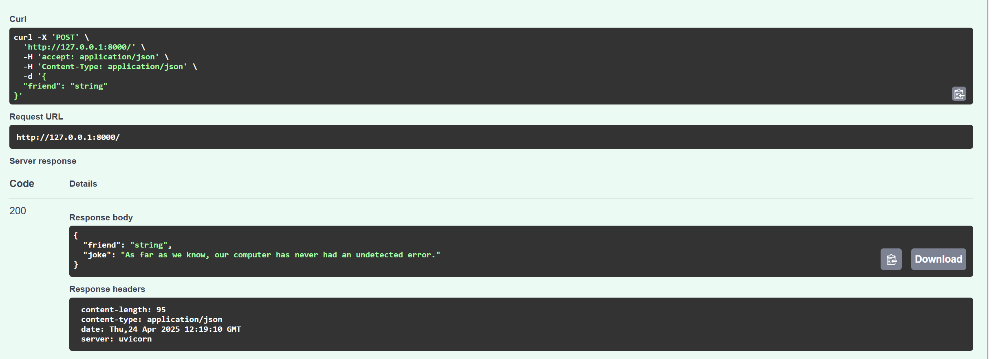 Curl
curl -X 'POST' \
  'http://127.0.0.1:8000/' \
  -H 'accept: application/json' \
  -H 'Content-Type: application/json' \
  -d '{
  "friend": "string"
}'
Request URL
http://127.0.0.1:8000/
Server response
Code Details
200
Response body
{
  "friend": "string",
  "joke": "As far as we know, our computer has never had an undetected error."
}
Download
Response headers
content-length: 95
content-type: application/json
date: Thu,24 Apr 2025 12:19:10 GMT
server: uvicorn